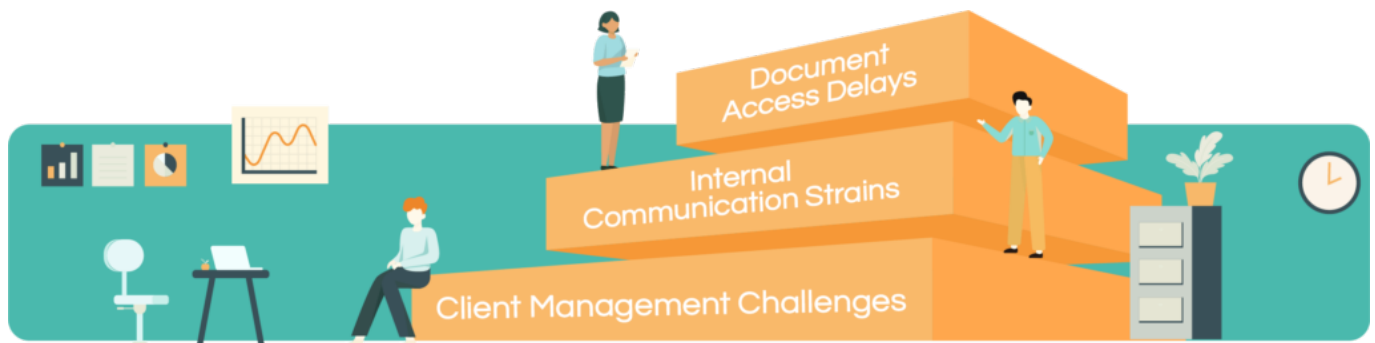 Document
Access Delays
Internal
Communication Strains
Client Management Challenges